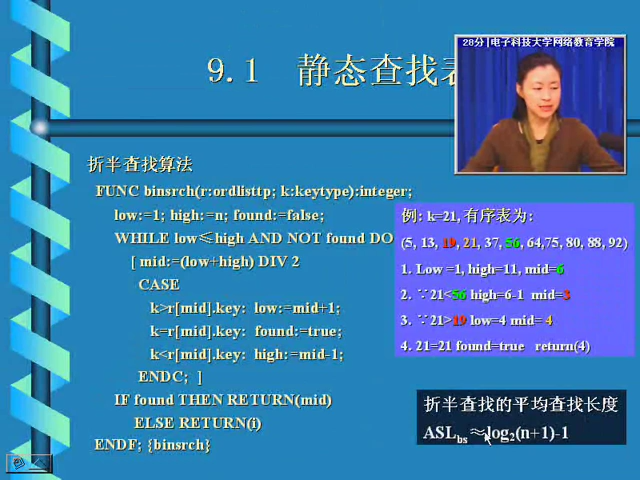 28分|电子科技大学网络教育学院
9.1 静态查找表
折半查找算法
FUNC binsrch(r:ordlisttp; k:keytype):integer;
low:=1; high:=n; found:=false;
WHILE low≤high AND NOT found DO
[ mid:=(low+high) DIV 2
CASE
k>r[mid].key: low:=mid+1;
k=r[mid].key: found:=true;
k<r[mid].key: high:=mid-1;
ENDC; ]
IF found THEN RETURN(mid)
ELSE RETURN(i)
ENDF; {binsrch}
例: k=21, 有序表为:
(5, 13, 19, 21, 37, 56, 64,75, 80, 88, 92)
1. Low =1, high=11, mid=6
2. ∵21<56 high=6-1 mid=3
3. ∵21>19 low=4 mid= 4
4. 21=21 found=true return(4)
折半查找的平均查找长度
ASLbs ≈log2(n+1)-1